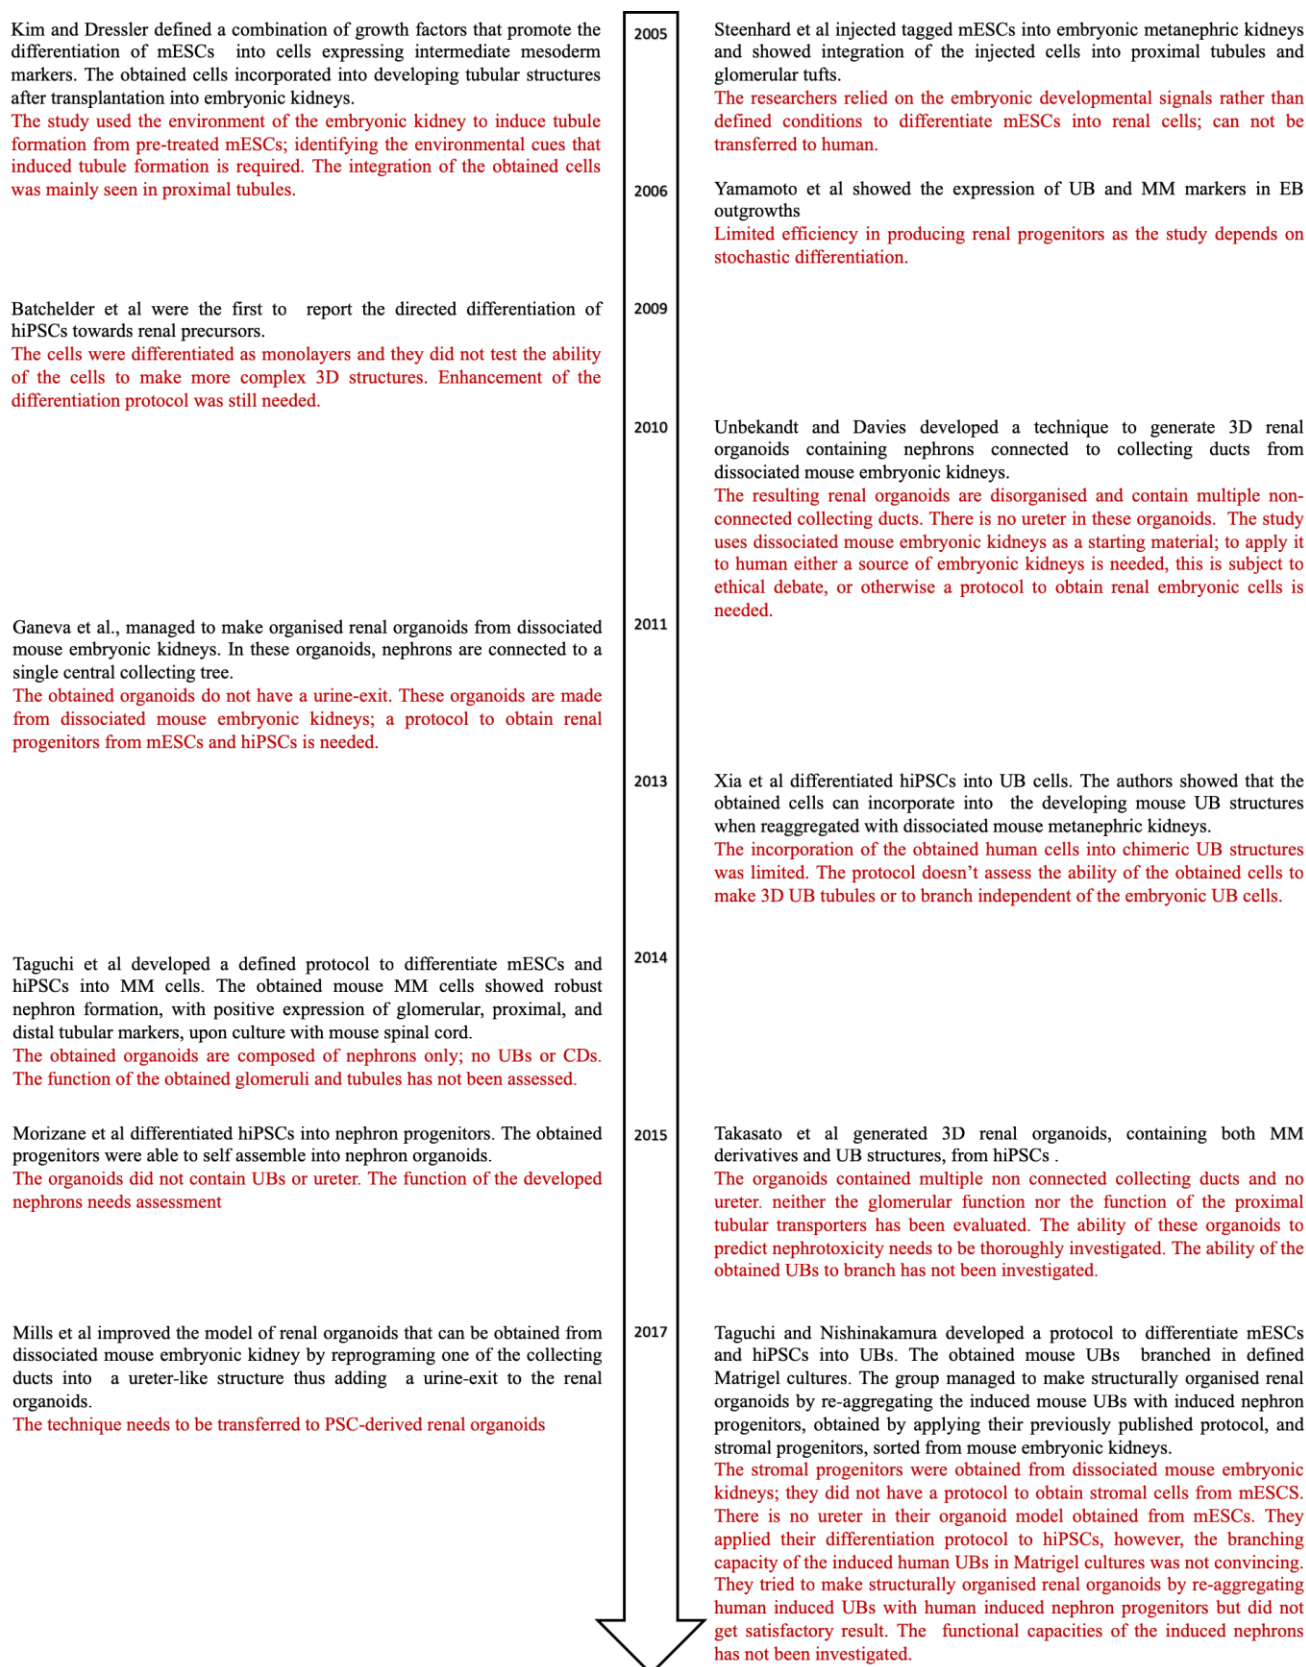 Kim and Dressler defined a combination of growth factors that promote the
differentiation of mESCs into cells expressing intermediate mesoderm
markers. The obtained cells incorporated into developing tubular structures
after transplantation into embryonic kidneys.
The study used the environment of the embryonic kidney to induce tubule
formation from pre-treated mESCs; identifying the environmental cues that
induced tubule formation is required. The integration of the obtained cells
was mainly seen in proximal tubules.
2005
Steenhard et al injected tagged mESCs into embryonic metanephric kidneys
and showed integration of the injected cells into proximal tubules and
glomerular tufts.
The researchers relied on the embryonic developmental signals rather than
defined conditions to differentiate mESCs into renal cells; can not be
transferred to human.
2006
Yamamoto et al showed the expression of UB and MM markers in EB
outgrowths
Limited efficiency in producing renal progenitors as the study depends on
stochastic differentiation.
Batchelder et al were the first to report the directed differentiation of
hiPSCs towards renal precursors.
The cells were differentiated as monolayers and they did not test the ability
of the cells to make more complex 3D structures. Enhancement of the
differentiation protocol was still needed.
2009
2010
Unbekandt and Davies developed a technique to generate 3D renal
organoids containing nephrons connected to collecting ducts from
dissociated mouse embryonic kidneys.
The resulting renal organoids are disorganised and contain multiple non-
connected collecting ducts. There is no ureter in these organoids. The study
uses dissociated mouse embryonic kidneys as a starting material; to apply it
to human either a source of embryonic kidneys is needed, this is subject to
ethical debate, or otherwise a protocol to obtain renal embryonic cells is
needed.
Ganeva et al., managed to make organised renal organoids from dissociated
mouse embryonic kidneys. In these organoids, nephrons are connected to a
single central collecting tree.
The obtained organoids do not have a urine-exit. These organoids are made
from dissociated mouse embryonic kidneys; a protocol to obtain renal
progenitors from mESCs and hiPSCs is needed.
2011
2013
Xia et al differentiated hiPSCs into UB cells. The authors showed that the
obtained cells can incorporate into the developing mouse UB structures
when reaggregated with dissociated mouse metanephric kidneys.
The incorporation of the obtained human cells into chimeric UB structures
was limited. The protocol doesn't assess the ability of the obtained cells to
make 3D UB tubules or to branch independent of the embryonic UB cells.
Taguchi et al developed a defined protocol to differentiate mESCs and
hiPSCs into MM cells. The obtained mouse MM cells showed robust
nephron formation, with positive expression of glomerular, proximal, and
distal tubular markers, upon culture with mouse spinal cord.
The obtained organoids are composed of nephrons only; no UBs or CDs.
The function of the obtained glomeruli and tubules has not been assessed.
2014
Morizane et al differentiated hiPSCs into nephron progenitors. The obtained
progenitors were able to self assemble into nephron organoids.
The organoids did not contain UBs or ureter. The function of the developed
nephrons needs assessment
2015
Takasato et al generated 3D renal organoids, containing both MM
derivatives and UB structures, from hiPSCs .
The organoids contained multiple non connected collecting ducts and no
ureter. neither the glomerular function nor the function of the proximal
tubular transporters has been evaluated. The ability of these organoids to
predict nephrotoxicity needs to be thoroughly investigated. The ability of the
obtained UBs to branch has not been investigated.
Mills et al improved the model of renal organoids that can be obtained from
dissociated mouse embryonic kidney by reprograming one of the collecting
ducts into a ureter-like structure thus adding a urine-exit to the renal
organoids.
The technique needs to be transferred to PSC-derived renal organoids
2017
Taguchi and Nishinakamura developed a protocol to differentiate mESCs
and hiPSCs into UBs. The obtained mouse UBs branched in defined
Matrigel cultures. The group managed to make structurally organised renal
organoids by re-aggregating the induced mouse UBs with induced nephron
progenitors, obtained by applying their previously published protocol, and
stromal progenitors, sorted from mouse embryonic kidneys.
The stromal progenitors were obtained from dissociated mouse embryonic
kidneys; they did not have a protocol to obtain stromal cells from mESCS.
There is no ureter in their organoid model obtained from mESCs. They
applied their differentiation protocol to hiPSCs, however, the branching
capacity of the induced human UBs in Matrigel cultures was not convincing.
They tried to make structurally organised renal organoids by re-aggregating
human induced UBs with human induced nephron progenitors but did not
get satisfactory result. The functional capacities of the induced nephrons
has not been investigated.